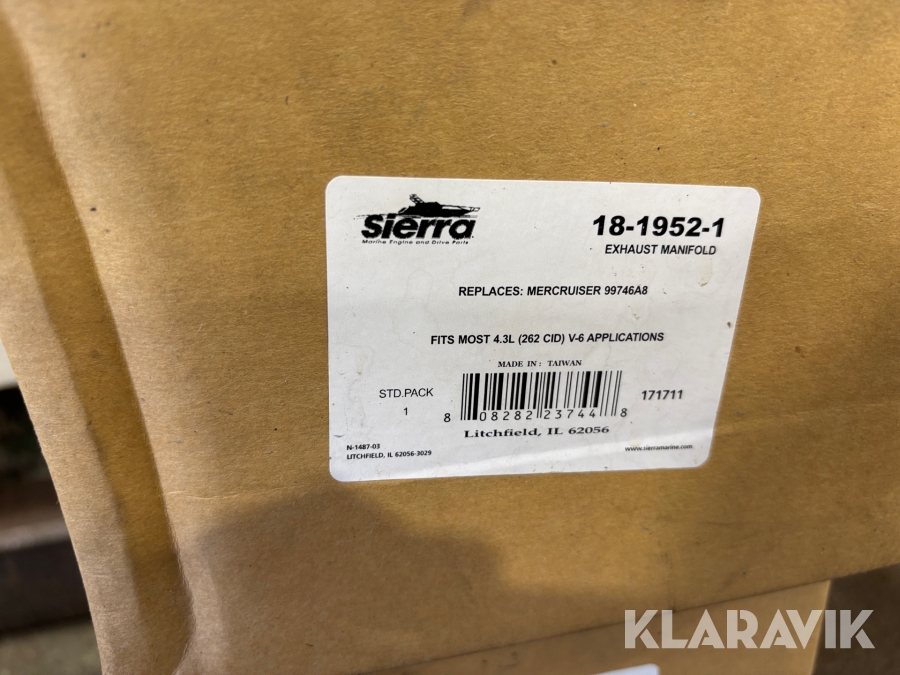 Sierra
Marine Engine and Drive Parts
18-1952-1
EXHAUST MANIFOLD
REPLACES: MERCRUISER 99746A8
FITS MOST 4.3L (262 CID) V-6 APPLICATIONS
MADE IN: TAIWAN
STD.PACK
1
8 08282 23744 8
171711
Litchfield, IL 62056
N-1487-03
LITCHFIELD, IL 62056-3029
www.sierramarine.com
KLARAVIK